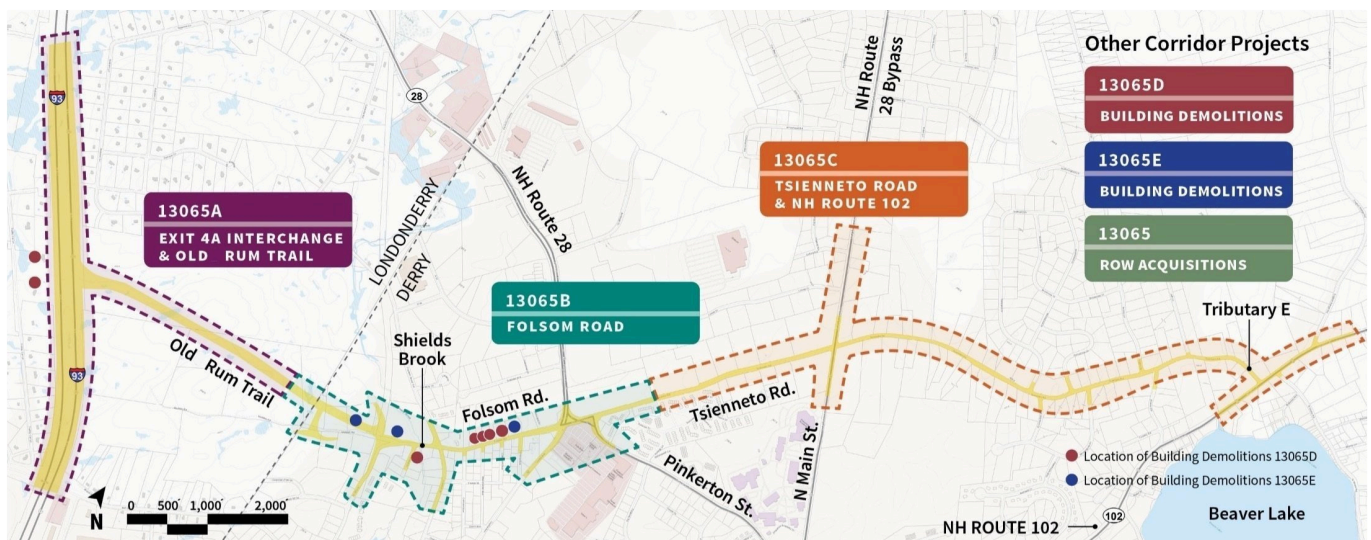 Other Corridor Projects
13065D
BUILDING DEMOLITIONS
13065E
BUILDING DEMOLITIONS
13065
ROW ACQUISITIONS
NH Route
28 Bypass
28
93
13065C
TSIENNETO ROAD
& NH ROUTE 102
13065A
EXIT 4A INTERCHANGE
& OLD RUM TRAIL
LONDONDERRY
DERRY
NH Route 28
13065B
FOLSOM ROAD
Tributary E
Shields
Brook
Old Rum Trail
93
Folsom Rd.
Tsienneto Rd.
N Main St.
Pinkerton St.
Location of Building Demolitions 13065D
Location of Building Demolitions 13065E
Beaver Lake
NH ROUTE 102
102
N
0 500' 1,000' 2,000'